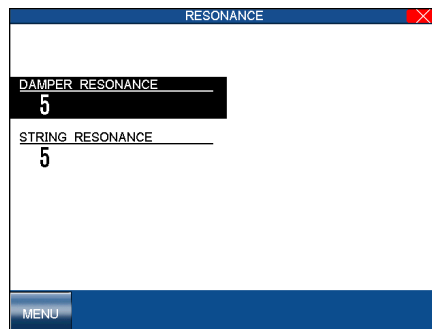 RESONANCE
DAMPER RESONANCE
5
STRING RESONANCE
5
MENU